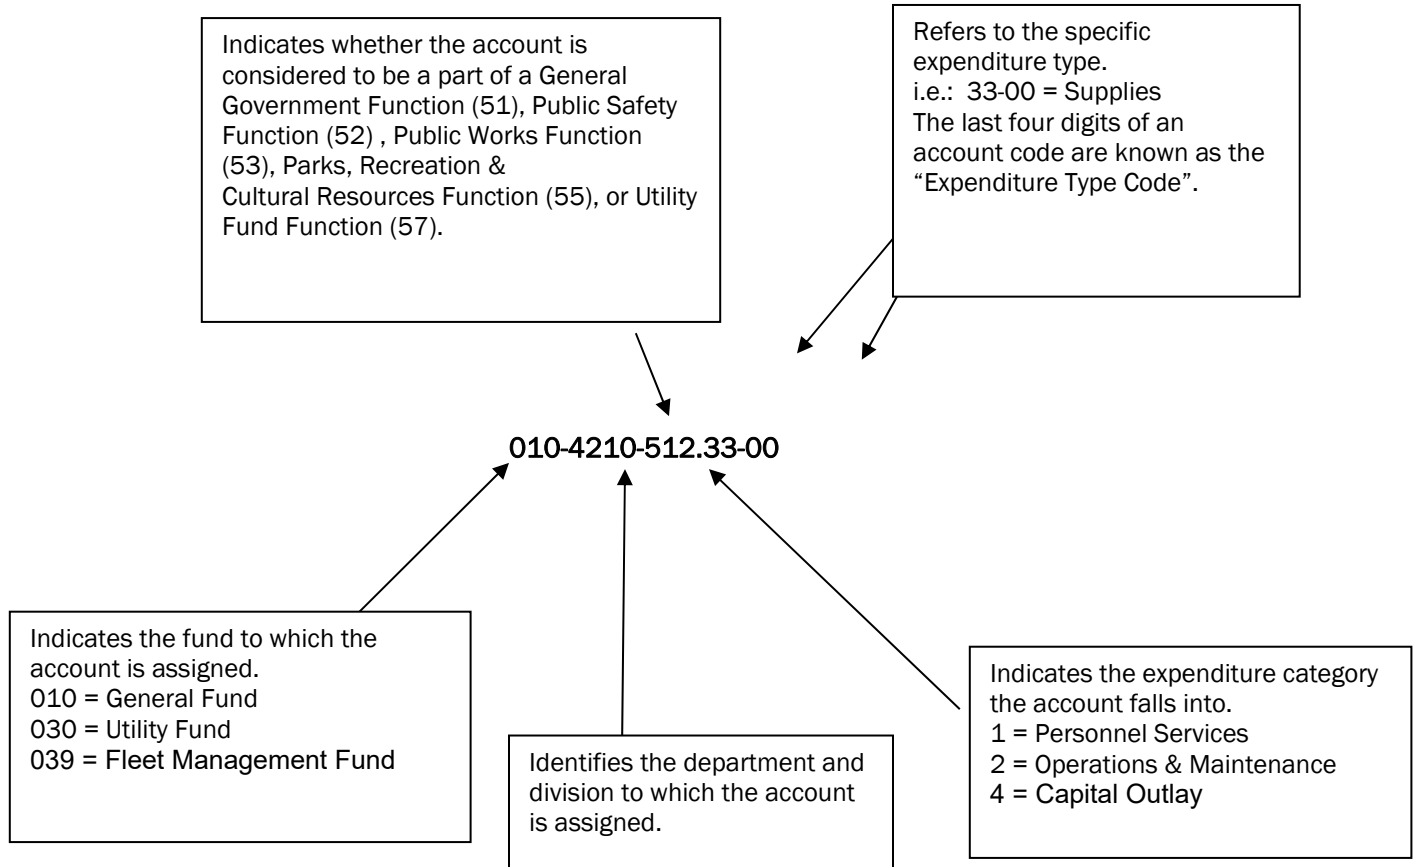 Indicates whether the account is
considered to be a part of a General
Government Function (51), Public Safety
Function (52) , Public Works Function
(53), Parks, Recreation &
Cultural Resources Function (55), or Utility
Fund Function (57).
Refers to the specific
expenditure type.
i.e.: 33-00 = Supplies
The last four digits of an
account code are known as the
“Expenditure Type Code”.
010-4210-512.33-00
Indicates the fund to which the
account is assigned.
010 = General Fund
030 = Utility Fund
039 = Fleet Management Fund
Identifies the department and
division to which the account
is assigned.
Indicates the expenditure category
the account falls into.
1 = Personnel Services
2 = Operations & Maintenance
4 = Capital Outlay